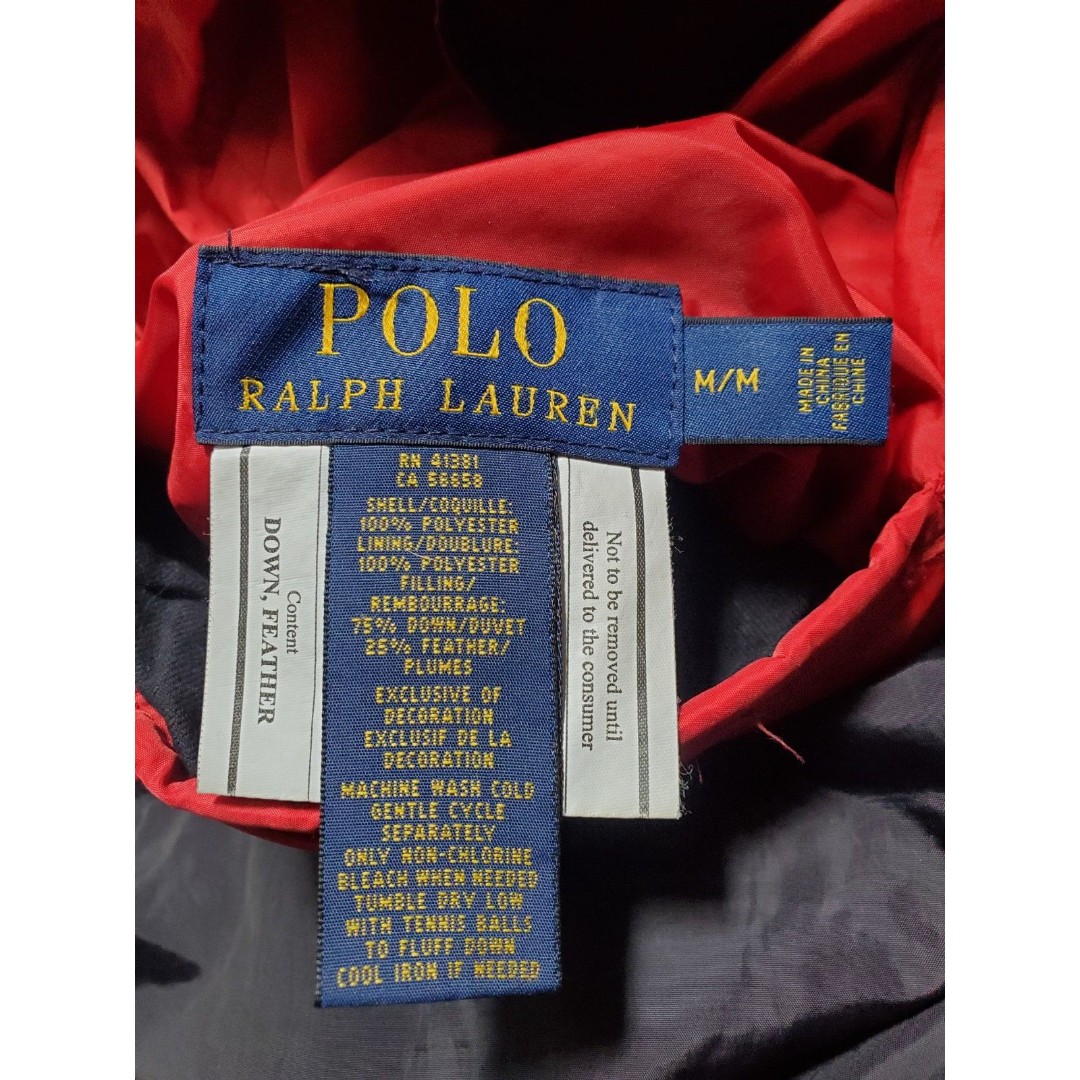 POLO
RALPH LAUREN
M/M
MADE IN
CHINA
FABRIQUE EN
CHINE
RN 41381
CA 56658
SHELL/COQUILLE:
100% POLYESTER
LINING/DOUBLURE:
100% POLYESTER
FILLING/
REMBOURRAGE:
75% DOWN/DUVET
25% FEATHER/
PLUMES
EXCLUSIVE OF
DECORATION
EXCLUSIF DE LA
DECORATION
MACHINE WASH COLD
GENTLE CYCLE
SEPARATELY
ONLY NON-CHLORINE
BLEACH WHEN NEEDED
TUMBLE DRY LOW
WITH TENNIS BALLS
TO FLUFF DOWN
COOL IRON IF NEEDED
Content
DOWN, FEATHER
Not to be removed until
delivered to the consumer